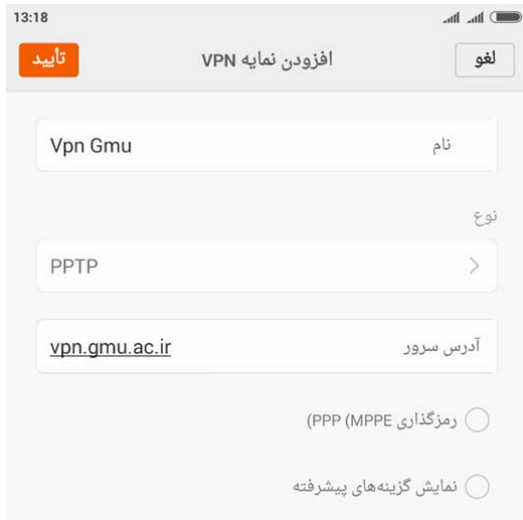 13:18
لغو
افزودن نمایه VPN
تأیید
نام
Vpn Gmu
نوع
PPTP
آدرس سرور
vpn.gmu.ac.ir
رمزگذاری PPP (MPPE)
نمایش گزینه‌های پیشرفته